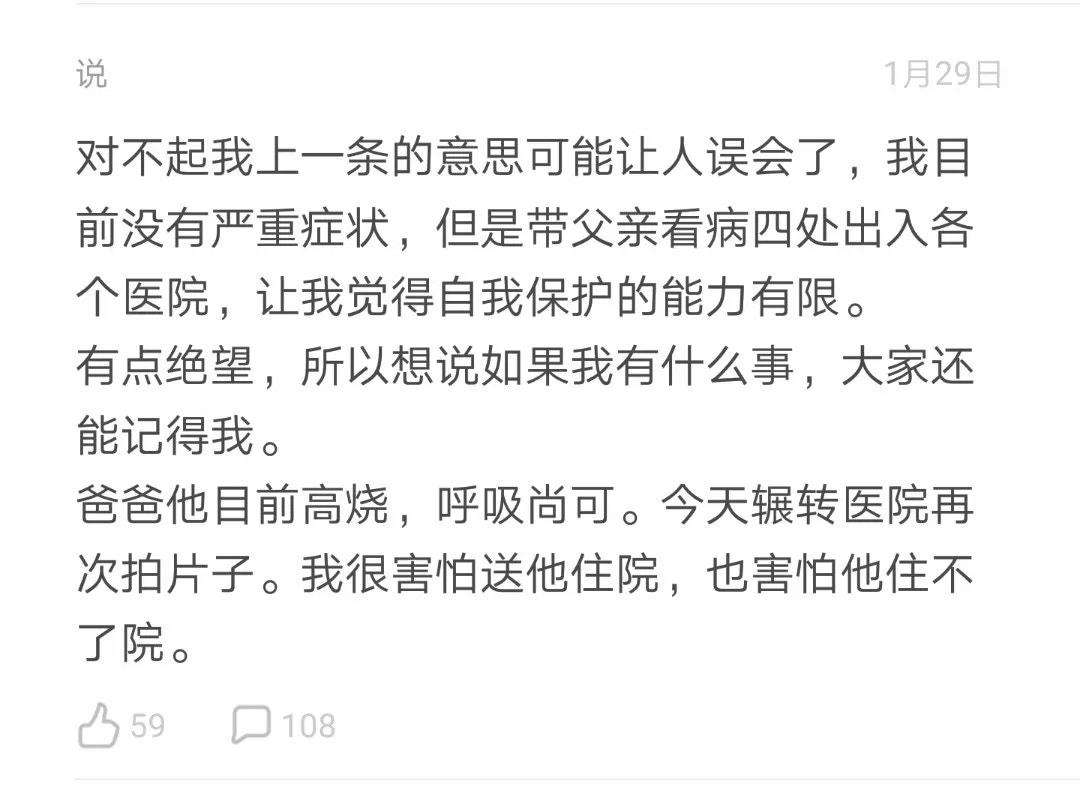 说
1月29日
对不起我上一条的意思可能让人误会了，我目
前没有严重症状，但是带父亲看病四处出入各
个医院，让我觉得自我保护的能力有限。
有点绝望，所以想说如果我有什么事，大家还
能记得我。
爸爸他目前高烧，呼吸尚可。今天辗转医院再
次拍片子。我很害怕送他住院，也害怕他住不
了院。
59
108